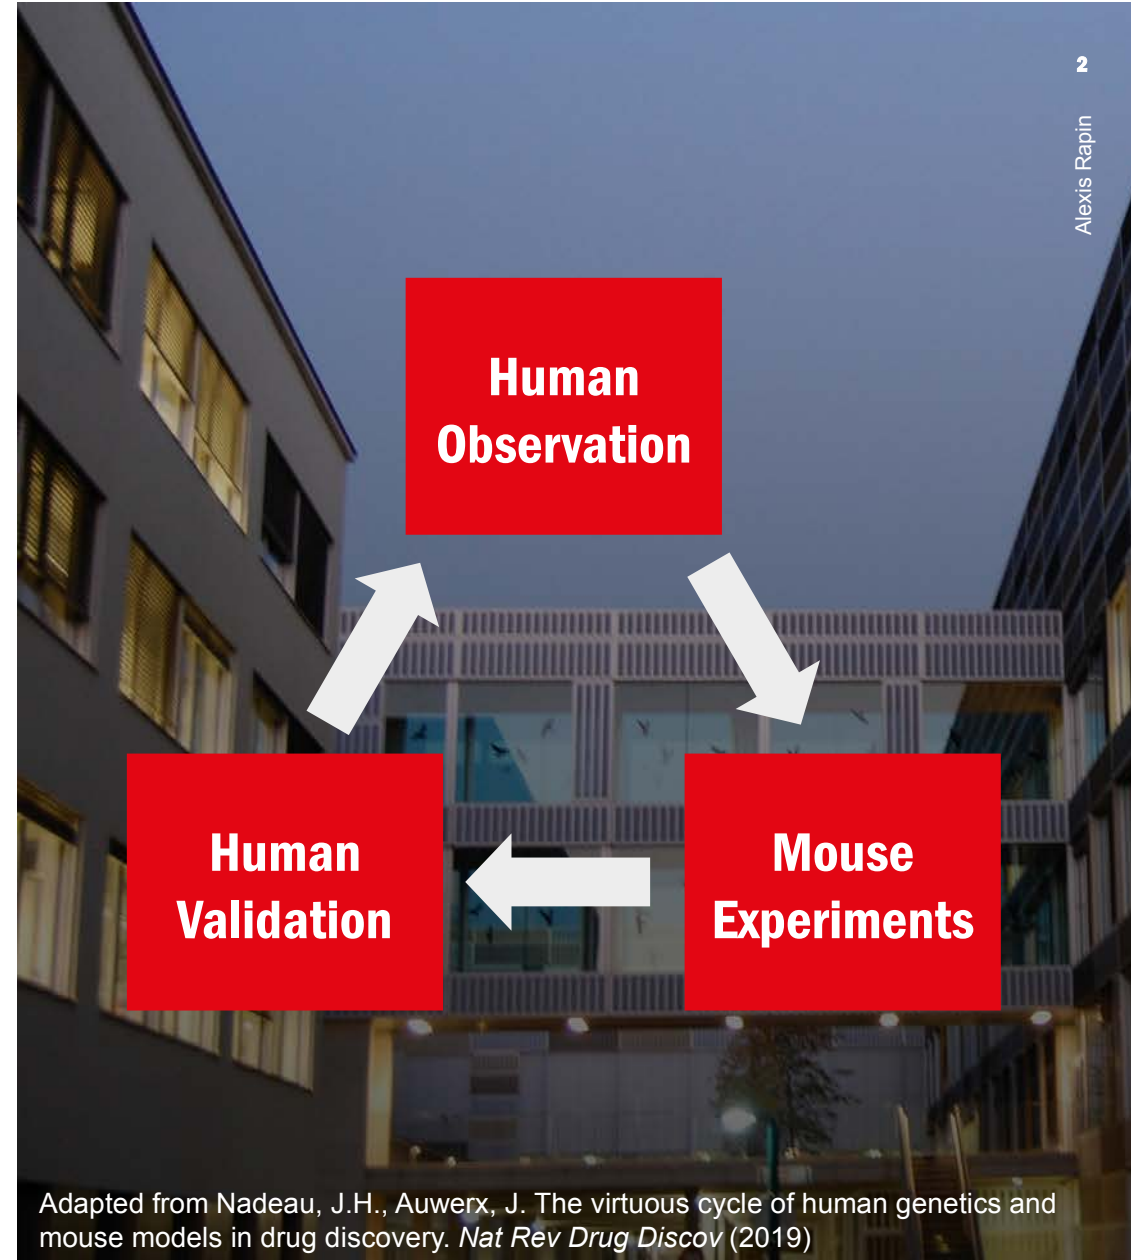 2
Alexis Rapin
Human
Observation
Human
Validation
Mouse
Experiments
Adapted from Nadeau, J.H., Auwerx, J. The virtuous cycle of human genetics and
mouse models in drug discovery. Nat Rev Drug Discov (2019)